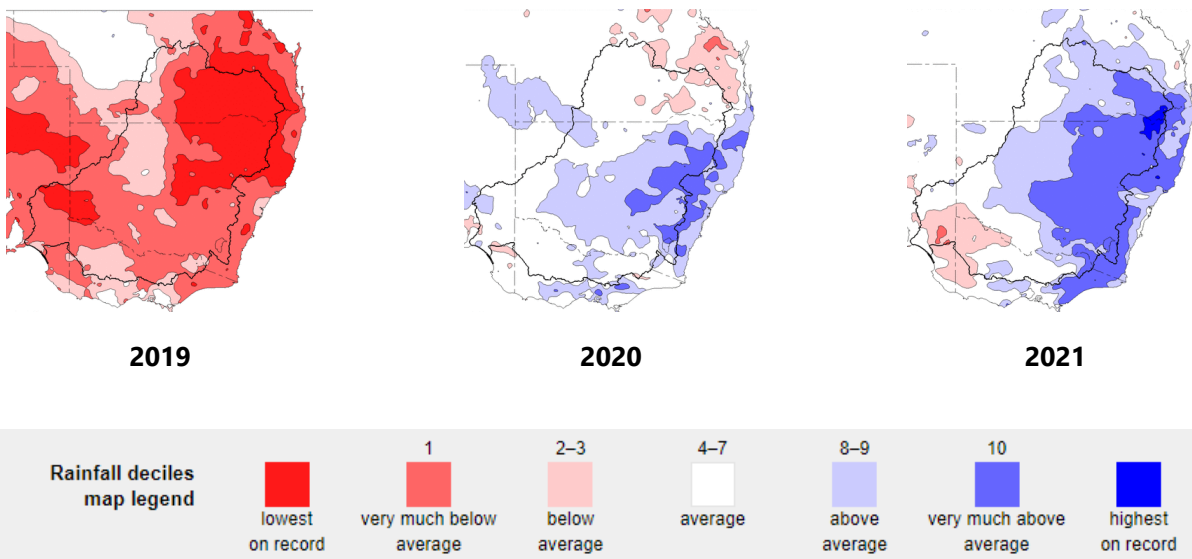 2019
2020
2021
Rainfall deciles
map legend
lowest
on record
1
very much below
average
2–3
below
average
4–7
average
8–9
above
average
10
very much above
average
highest
on record